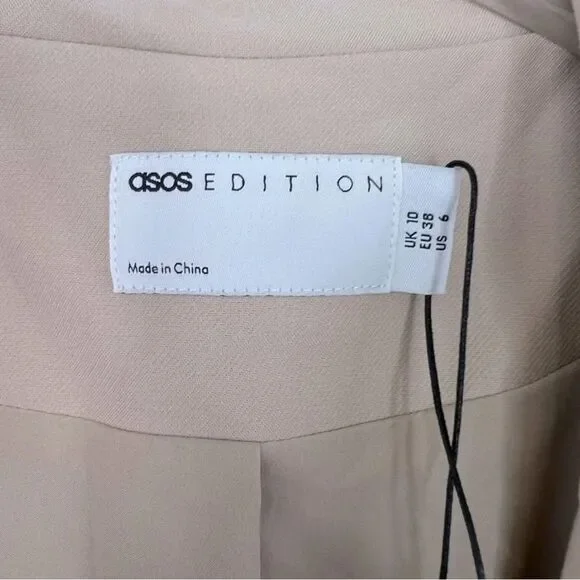 asos EDITION
Made in China
UK 10
EU 38
US 6